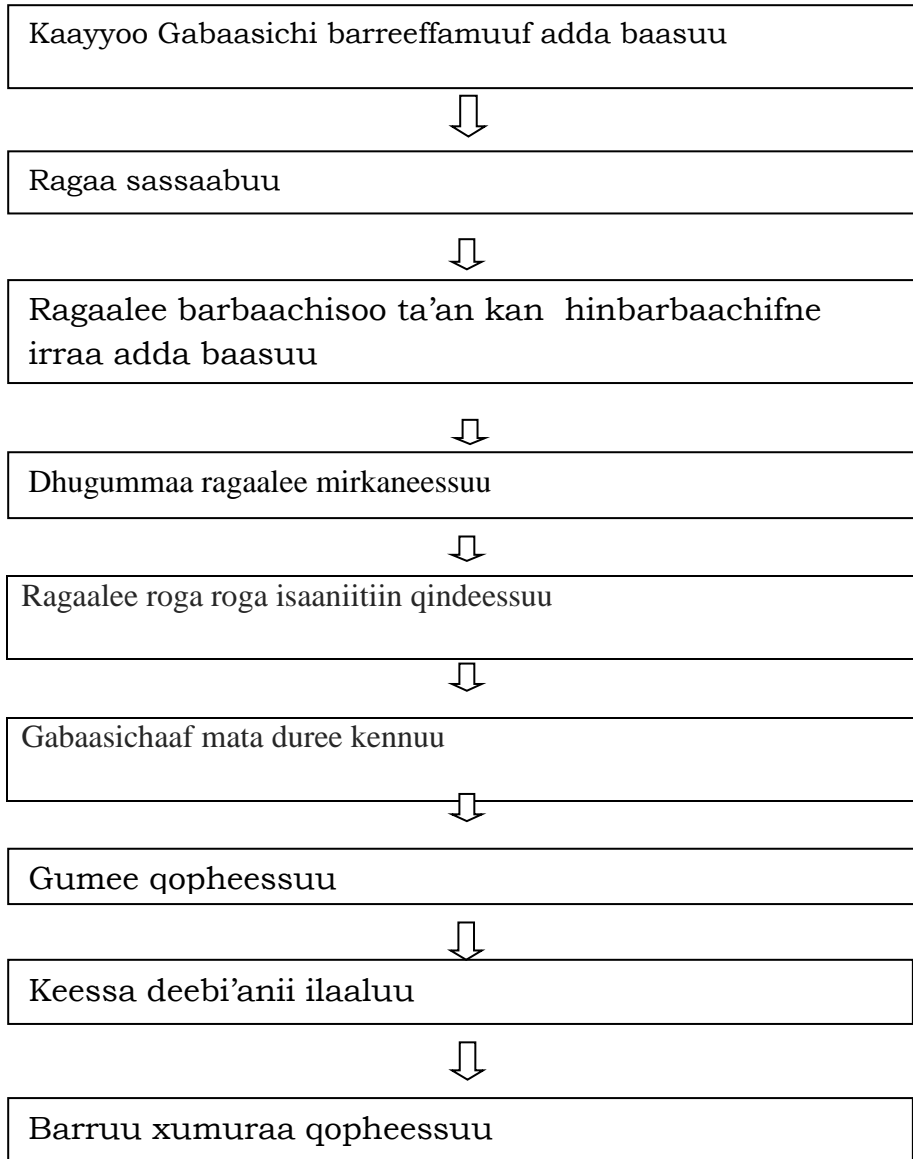 Kaayyoo Gabaasichi barreeffamuuf adda baasuu
Ragaa sassaabuu
Ragaalee barbaachisoo ta’an kan hinbarbaachifne
irraa adda baasuu
Dhugummaa ragaalee mirkaneessuu
Ragaalee roga roga isaaniitiin qindeessuu
Gabaasichaaf mata duree kennuu
Gumee qopheessuu
Keessa deebi’anii ilaaluu
Barruu xumuraa qopheessuu